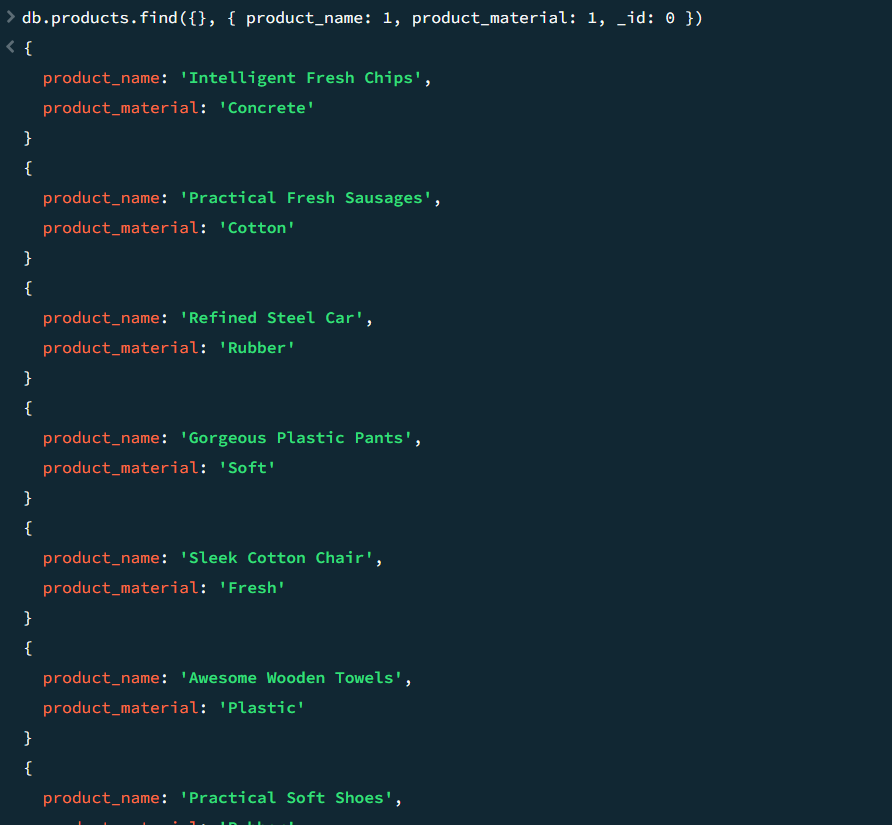 > db.products.find({}, { product_name: 1, product_material: 1, _id: 0 })
< {
  product_name: 'Intelligent Fresh Chips',
  product_material: 'Concrete'
}
{
  product_name: 'Practical Fresh Sausages',
  product_material: 'Cotton'
}
{
  product_name: 'Refined Steel Car',
  product_material: 'Rubber'
}
{
  product_name: 'Gorgeous Plastic Pants',
  product_material: 'Soft'
}
{
  product_name: 'Sleek Cotton Chair',
  product_material: 'Fresh'
}
{
  product_name: 'Awesome Wooden Towels',
  product_material: 'Plastic'
}
{
  product_name: 'Practical Soft Shoes',